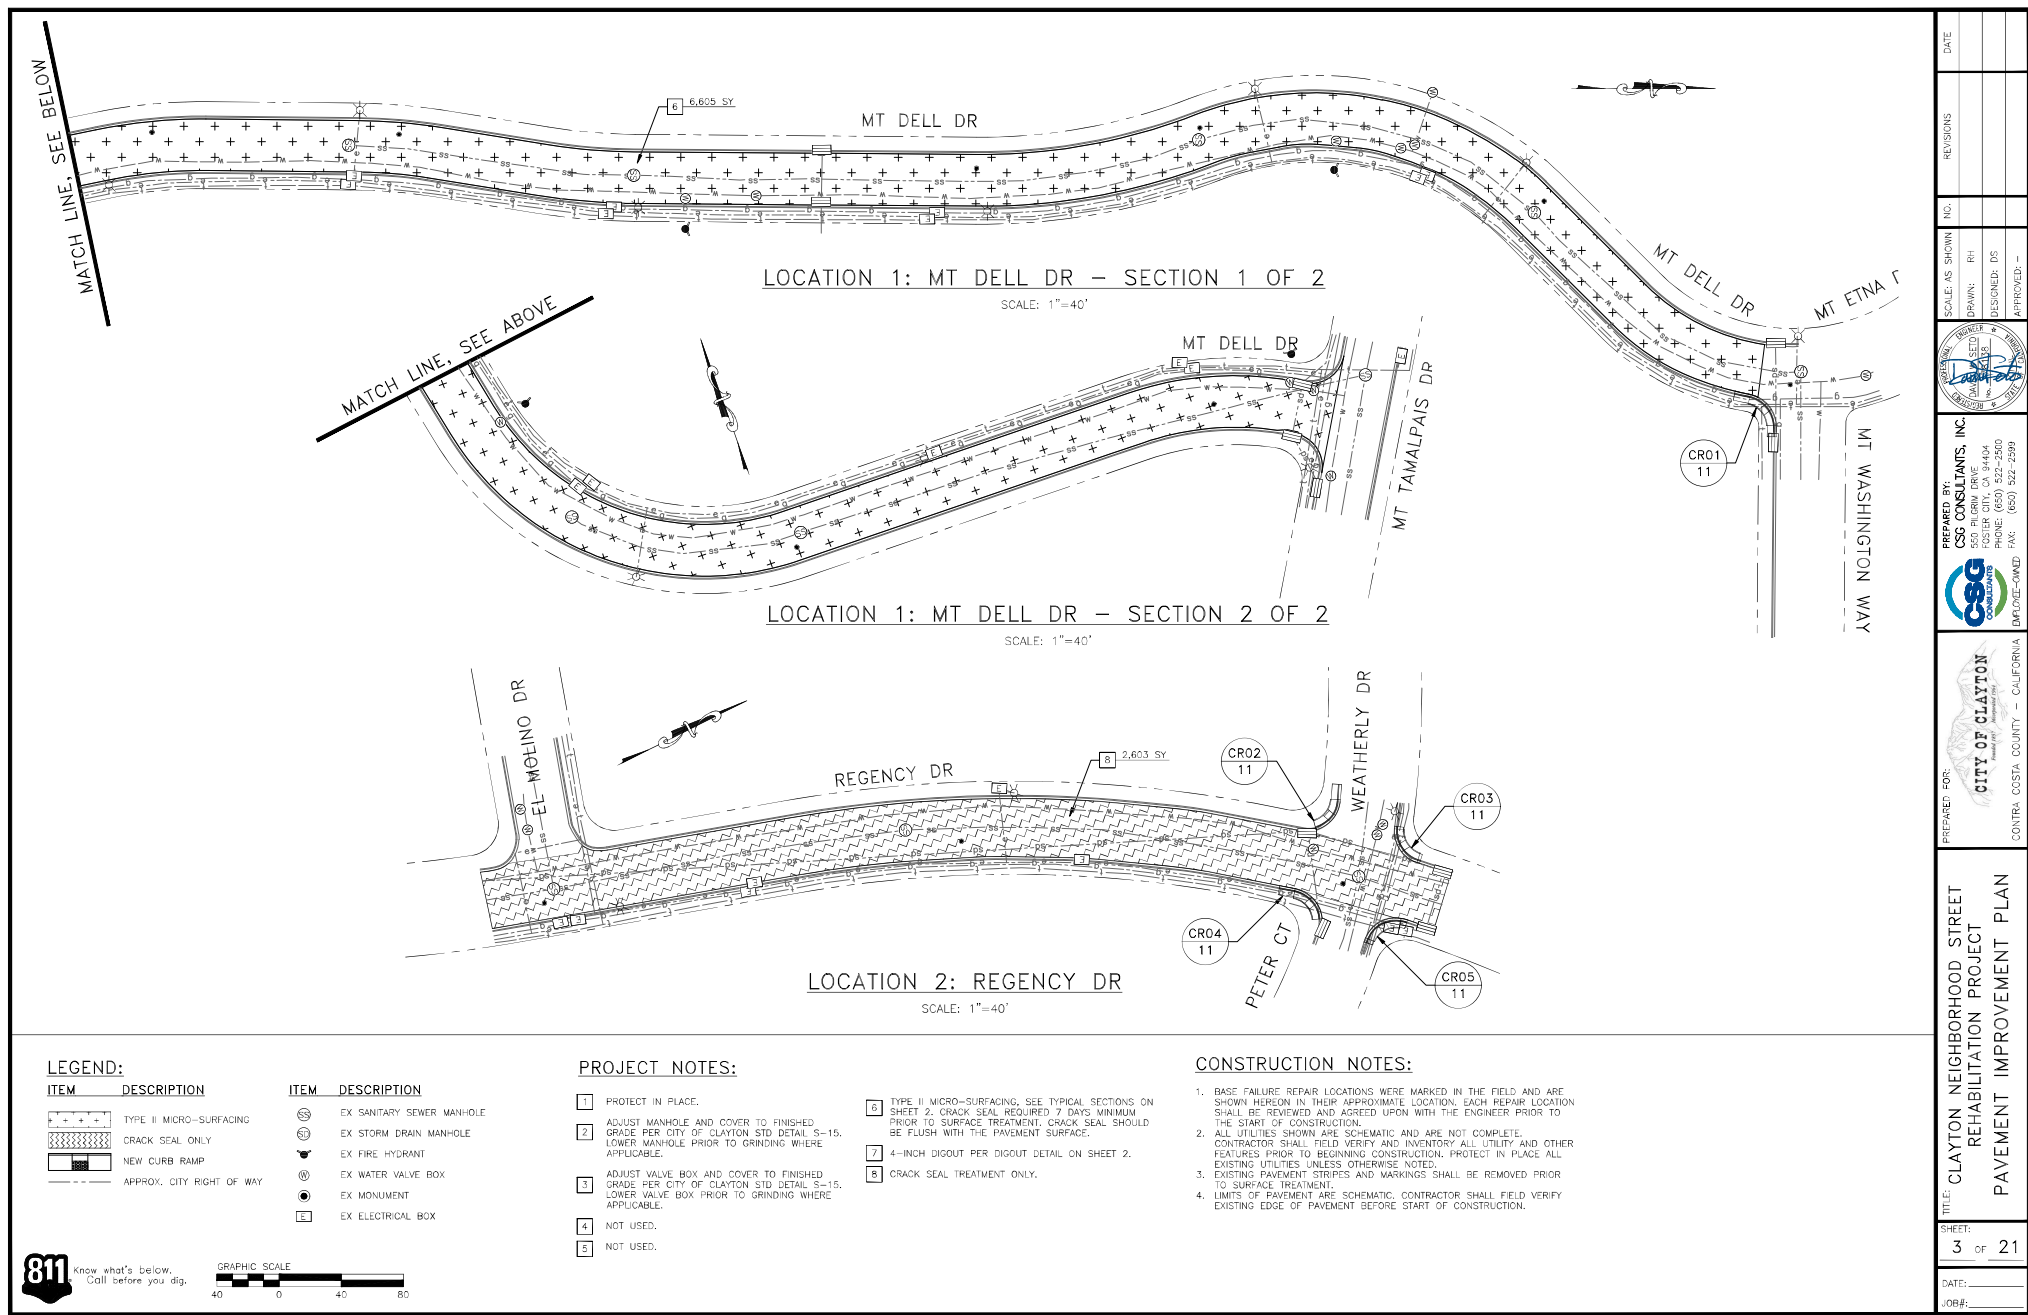 MATCH LINE, SEE BELOW
6
6,605 SY
MT DELL DR
MT DELL DR
MT ETNA
LOCATION 1: MT DELL DR – SECTION 1 OF 2
SCALE: 1"=40'
MATCH LINE, SEE ABOVE
MT DELL DR
MT TAMALPAIS DR
CR01
11
MT WASHINGTON WAY
LOCATION 1: MT DELL DR – SECTION 2 OF 2
SCALE: 1"=40'
EL MOLINO DR
REGENCY DR
8
2,603 SY
CR02
11
WEATHERLY DR
CR03
11
CR04
11
PETER CT
CR05
11
LOCATION 2: REGENCY DR
SCALE: 1"=40'
LEGEND:
ITEM DESCRIPTION
TYPE II MICRO–SURFACING
CRACK SEAL ONLY
NEW CURB RAMP
APPROX. CITY RIGHT OF WAY
ITEM DESCRIPTION
SS EX SANITARY SEWER MANHOLE
SD EX STORM DRAIN MANHOLE
EX FIRE HYDRANT
W EX WATER VALVE BOX
EX MONUMENT
E EX ELECTRICAL BOX
811
Know what's below.
Call before you dig.
GRAPHIC SCALE
40 0 40 80
PROJECT NOTES:
1 PROTECT IN PLACE.
2 ADJUST MANHOLE AND COVER TO FINISHED
GRADE PER CITY OF CLAYTON STD DETAIL S–15.
LOWER MANHOLE PRIOR TO GRINDING WHERE
APPLICABLE.
3 ADJUST VALVE BOX AND COVER TO FINISHED
GRADE PER CITY OF CLAYTON STD DETAIL S–15.
LOWER VALVE BOX PRIOR TO GRINDING WHERE
APPLICABLE.
4 NOT USED.
5 NOT USED.
6 TYPE II MICRO–SURFACING, SEE TYPICAL SECTIONS ON
SHEET 2. CRACK SEAL REQUIRED 7 DAYS MINIMUM
PRIOR TO SURFACE TREATMENT. CRACK SEAL SHOULD
BE FLUSH WITH THE PAVEMENT SURFACE.
7 4–INCH DIGOUT PER DIGOUT DETAIL ON SHEET 2.
8 CRACK SEAL TREATMENT ONLY.
CONSTRUCTION NOTES:
1. BASE FAILURE REPAIR LOCATIONS WERE MARKED IN THE FIELD AND ARE
SHOWN HEREON IN THEIR APPROXIMATE LOCATION. EACH REPAIR LOCATION
SHALL BE REVIEWED AND AGREED UPON WITH THE ENGINEER PRIOR TO
THE START OF CONSTRUCTION.
2. ALL UTILITIES SHOWN ARE SCHEMATIC AND ARE NOT COMPLETE.
CONTRACTOR SHALL FIELD VERIFY AND INVENTORY ALL UTILITY AND OTHER
FEATURES PRIOR TO BEGINNING CONSTRUCTION. PROTECT IN PLACE ALL
EXISTING UTILITIES UNLESS OTHERWISE NOTED.
3. EXISTING PAVEMENT STRIPES AND MARKINGS SHALL BE REMOVED PRIOR
TO SURFACE TREATMENT.
4. LIMITS OF PAVEMENT ARE SCHEMATIC. CONTRACTOR SHALL FIELD VERIFY
EXISTING EDGE OF PAVEMENT BEFORE START OF CONSTRUCTION.
NO. REVISIONS DATE
SCALE: AS SHOWN
DRAWN: RH
DESIGNED: DS
APPROVED: –
REGISTERED PROFESSIONAL ENGINEER
PREPARED BY:
CSG CONSULTANTS, INC.
550 PILGRIM DRIVE
FOSTER CITY, CA 94404
PHONE: (650) 522–2500
FAX: (650) 522–2599
CSG
CONSULTANTS
EMPLOYEE–OWNED
PREPARED FOR:
CITY OF CLAYTON
CONTRA COSTA COUNTY – CALIFORNIA
TITLE:
CLAYTON NEIGHBORHOOD STREET
REHABILITATION PROJECT
PAVEMENT IMPROVEMENT PLAN
SHEET:
3 OF 21
DATE:
JOB#: